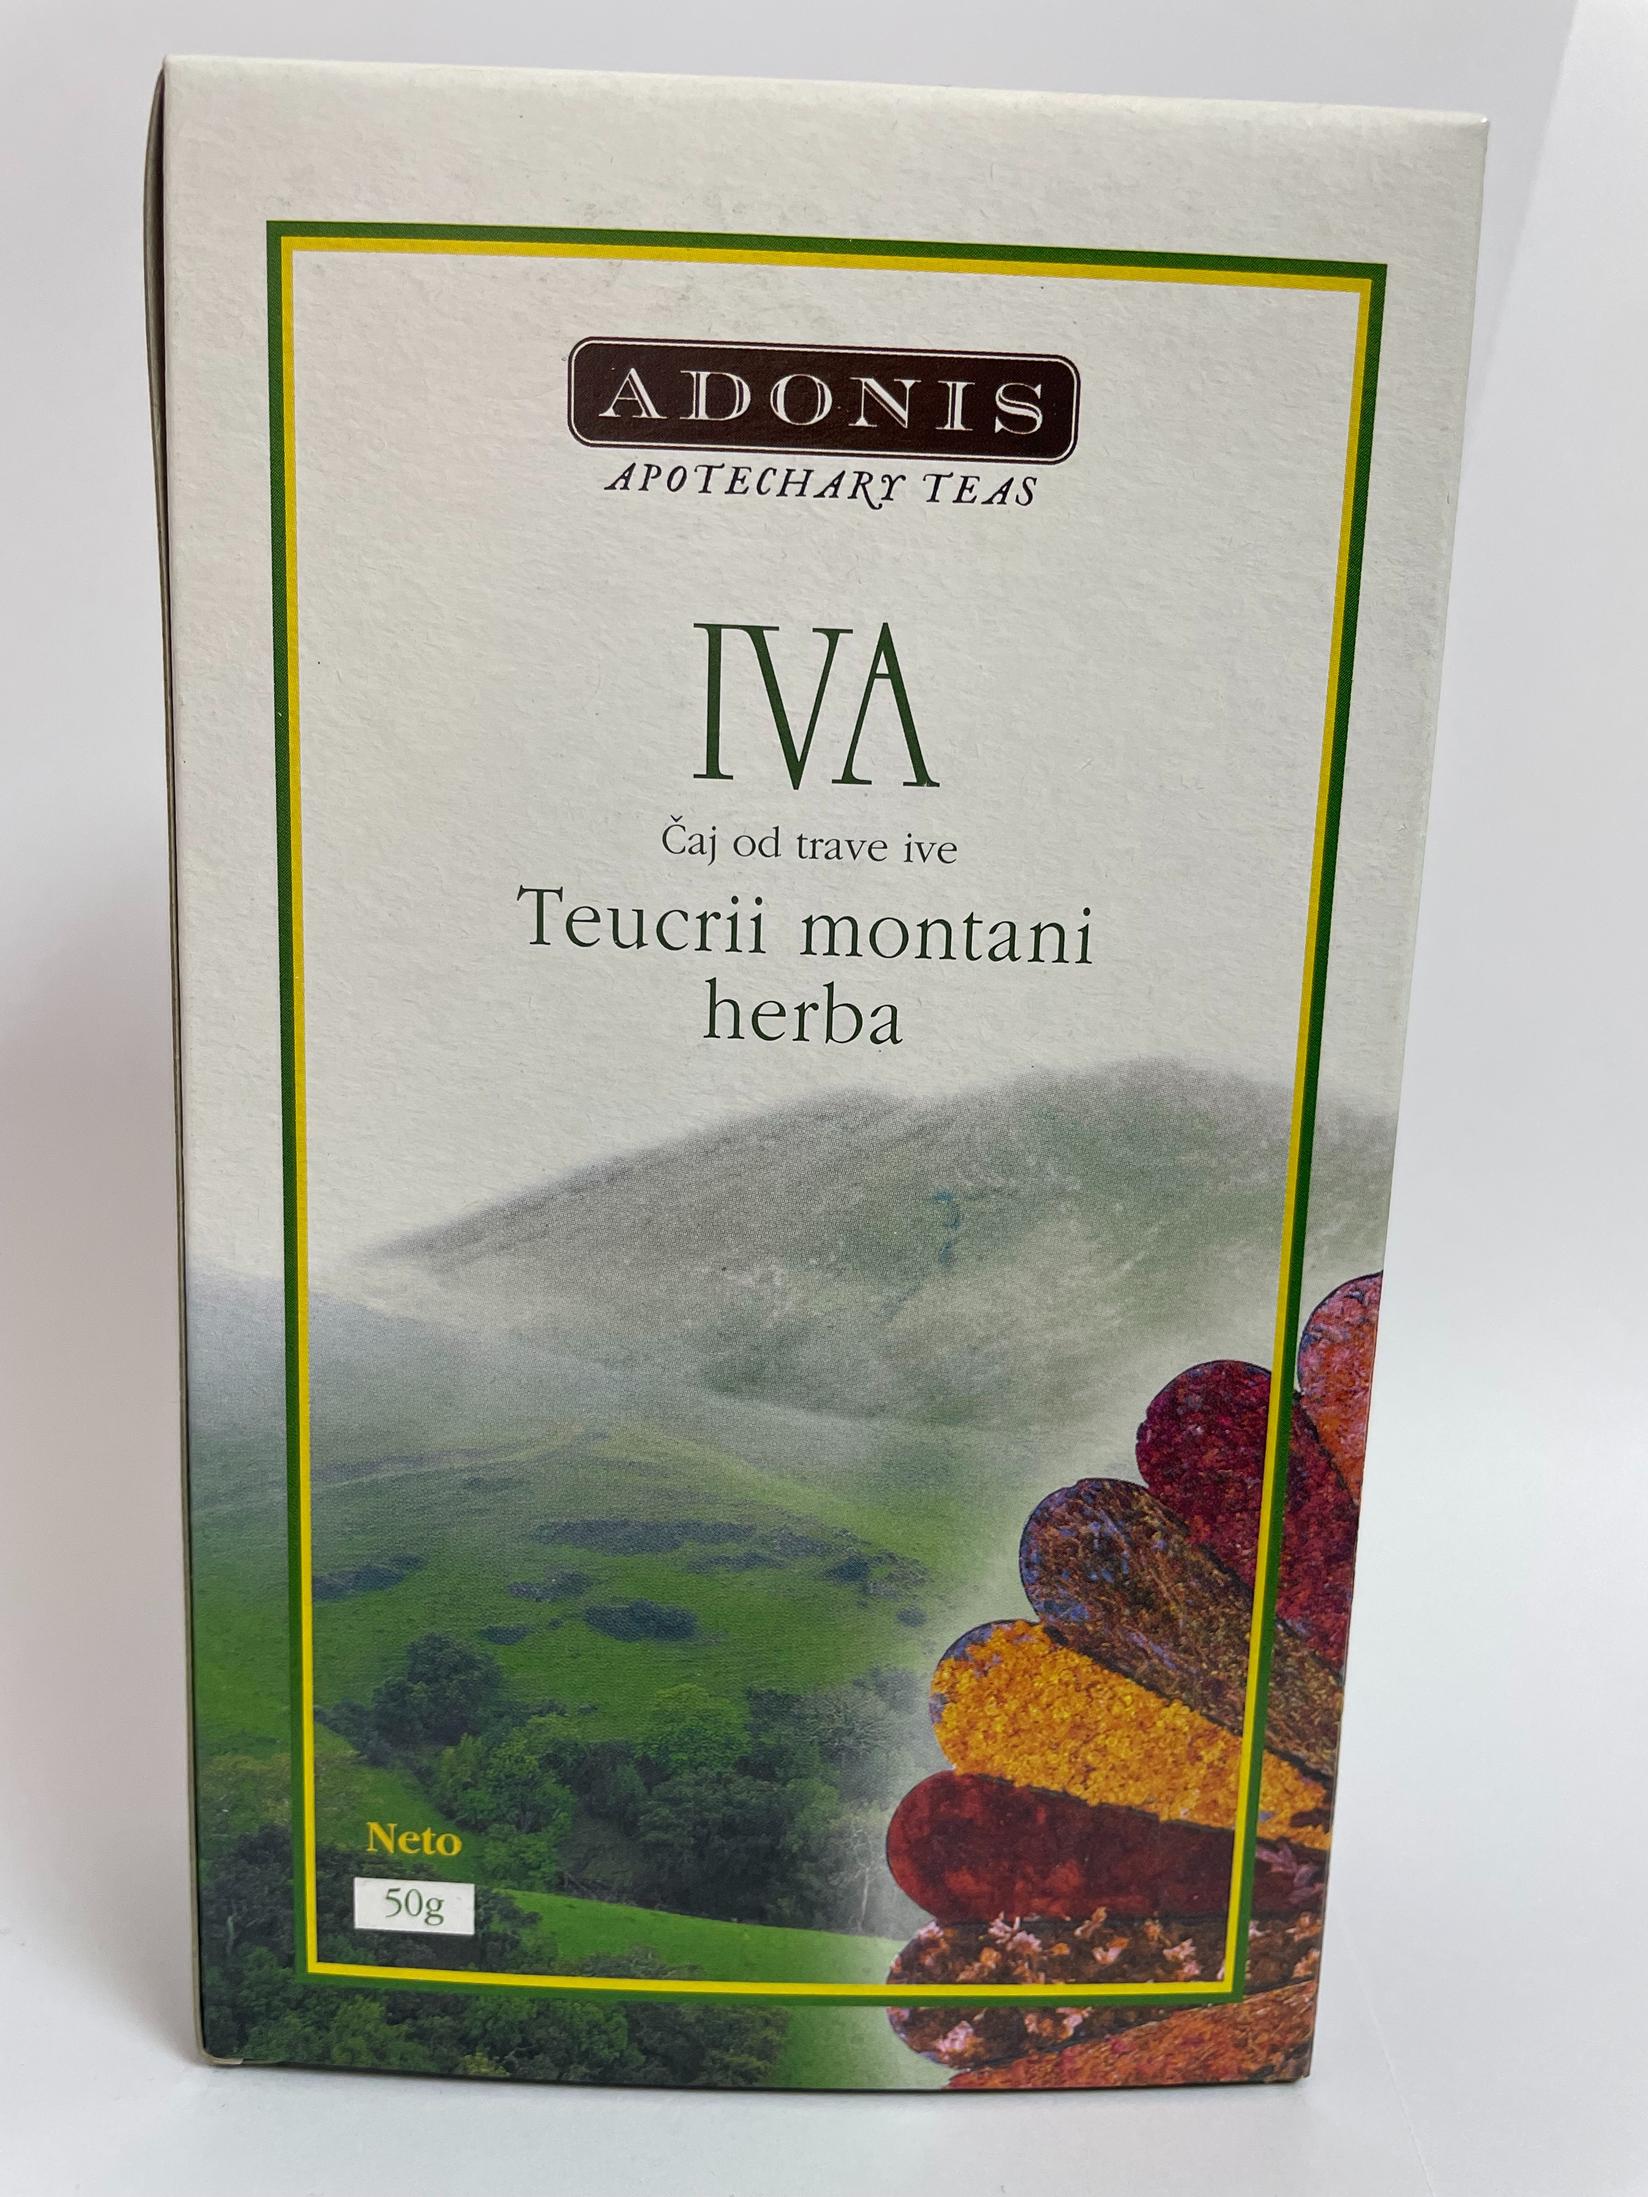 ADONIS
APOTECHARY TEAS
IVA
Čaj od trave ive
Teucrii montani
herba
Neto
50g